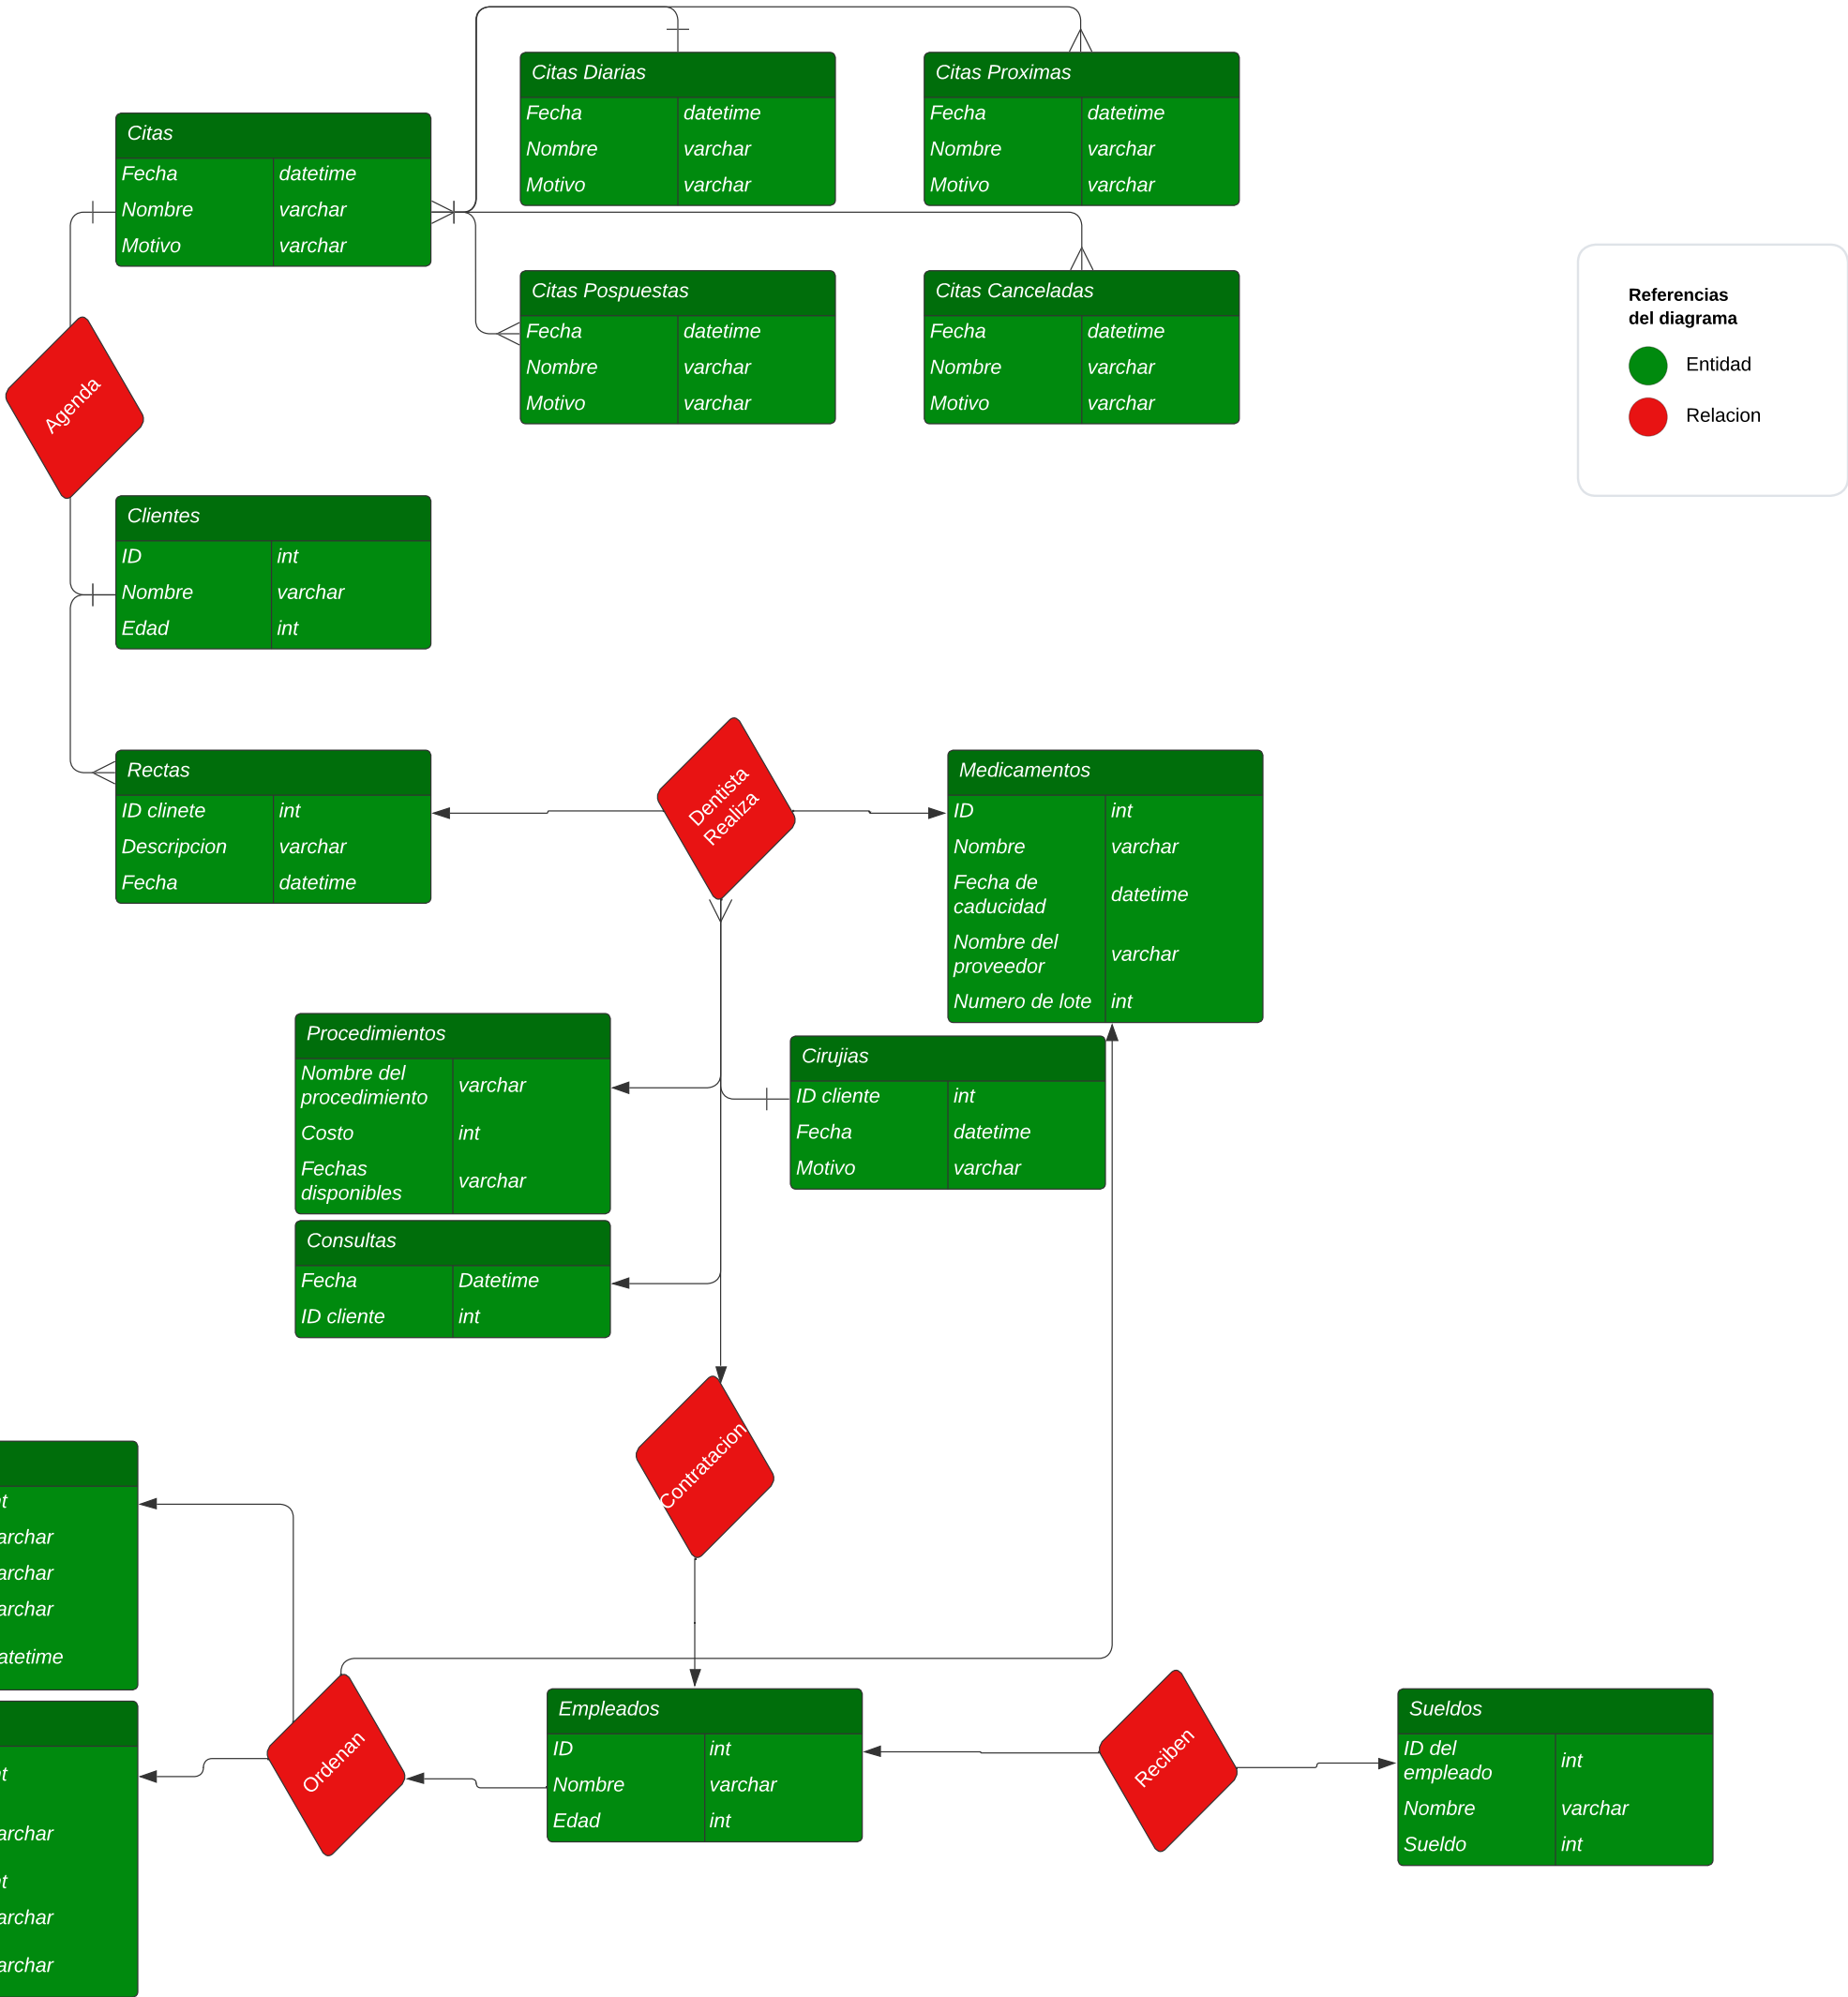 Citas
Fecha datetime
Nombre varchar
Motivo varchar
Citas Diarias
Fecha datetime
Nombre varchar
Motivo varchar
Citas Proximas
Fecha datetime
Nombre varchar
Motivo varchar
Citas Pospuestas
Fecha datetime
Nombre varchar
Motivo varchar
Citas Canceladas
Fecha datetime
Nombre varchar
Motivo varchar
Referencias
del diagrama
Entidad
Relacion
Agenda
Clientes
ID int
Nombre varchar
Edad int
Rectas
ID clinete int
Descripcion varchar
Fecha datetime
Dentista
Realiza
Medicamentos
ID int
Nombre varchar
Fecha de
caducidad datetime
Nombre del
proveedor varchar
Numero de lote int
Procedimientos
Nombre del
procedimiento varchar
Costo int
Fechas
disponibles varchar
Cirujias
ID cliente int
Fecha datetime
Motivo varchar
Consultas
Fecha Datetime
ID cliente int
Contratacion
Ordenan
Empleados
ID int
Nombre varchar
Edad int
Reciben
Sueldos
ID del
empleado int
Nombre varchar
Sueldo int